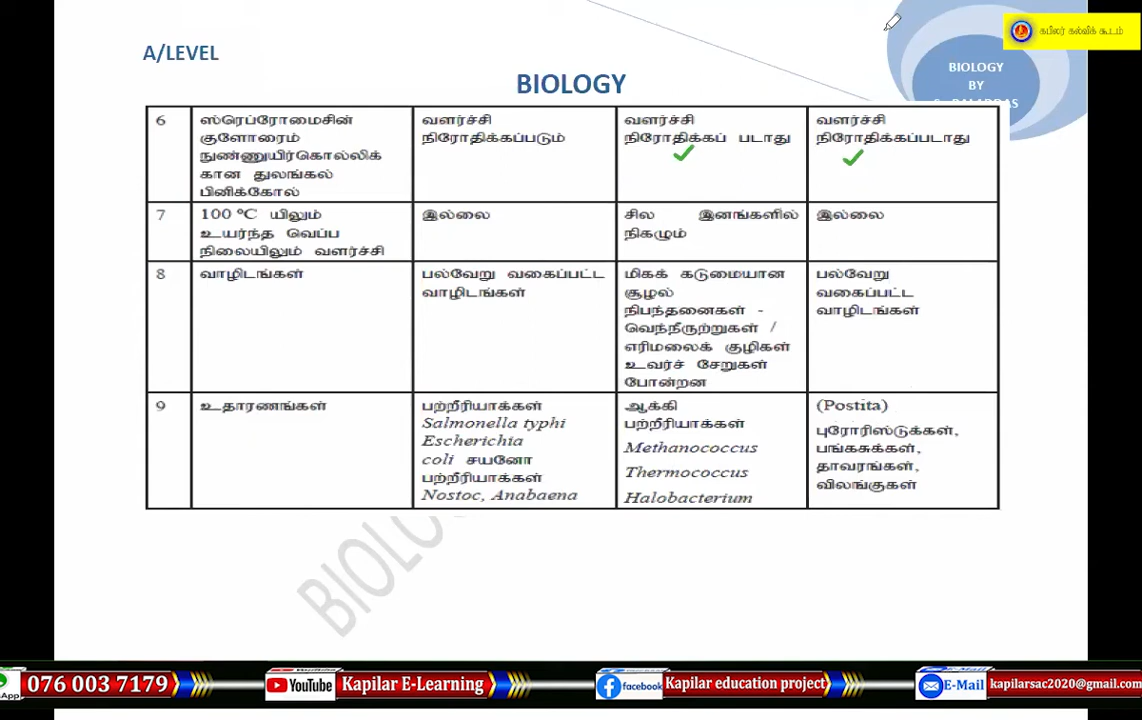 கபிலர் கல்விக் கூடம்
A/LEVEL
BIOLOGY
BY
BIOLOGY
6
ஸ்ரெப்ரோமைசின்
குளோரைம்
நுண்ணுயிர்கொல்லிக்
கான துலங்கல்
பினிக்கோல்
வளர்ச்சி
நிரோதிக்கப்படும்
வளர்ச்சி
நிரோதிக்கப் படாது
வளர்ச்சி
நிரோதிக்கப்படாது
7
100 °C யிலும்
உயர்ந்த வெப்ப
நிலையிலும் வளர்ச்சி
இல்லை
சில இனங்களில்
நிகழும்
இல்லை
8
வாழிடங்கள்
பல்வேறு வகைப்பட்ட
வாழிடங்கள்
மிகக் கடுமையான
சூழல்
நிபந்தனைகள் -
வெந்நீருற்றுகள் /
எரிமலைக் குழிகள்
உவர்ச் சேறுகள்
போன்றன
பல்வேறு
வகைப்பட்ட
வாழிடங்கள்
9
உதாரணங்கள்
பற்றீரியாக்கள்
Salmonella typhi
Escherichia
coli சயனோ
பற்றீரியாக்கள்
Nostoc, Anabaena
ஆக்கி
பற்றீரியாக்கள்
Methanococcus
Thermococcus
Halobacterium
(Postita)
புரோரிஸ்டுக்கள்,
பங்கசுக்கள்,
தாவரங்கள்,
விலங்குகள்
076 003 7179
YouTube
Kapilar E-Learning
facebook
Kapilar education project
E-Mail
kapilarsac2020@gmail.com